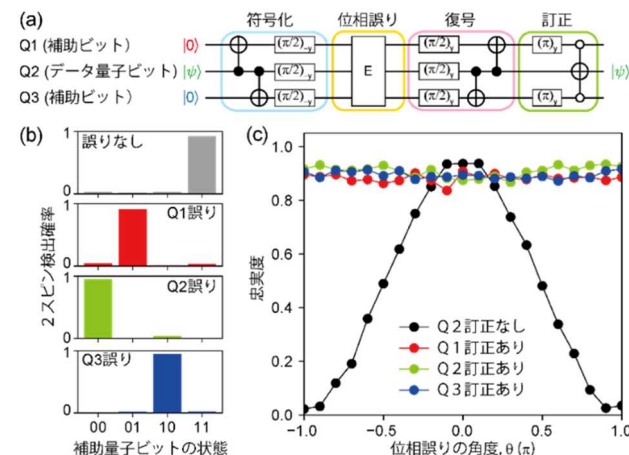 (a)
符号化 位相誤り 復号 訂正
Q1 (補助ビット) |0⟩ (π/2)₋y (π/2)y (π)y
Q2 (データ量子ビット) |ψ⟩ (π/2)₋y E (π/2)y |ψ⟩
Q3 (補助ビット) |0⟩ (π/2)₋y (π/2)y (π)y
(b)
2スピン検出確率
1
誤りなし
0
1
Q1誤り
0
1
Q2誤り
0
1
Q3誤り
0
00 01 10 11
補助量子ビットの状態
(c)
忠実度
1.0
0.8
0.6
0.4
0.2
0.0
Q2訂正なし
Q1訂正あり
Q2訂正あり
Q3訂正あり
-1.0 -0.5 0.0 0.5 1.0
位相誤りの角度, θ (π)